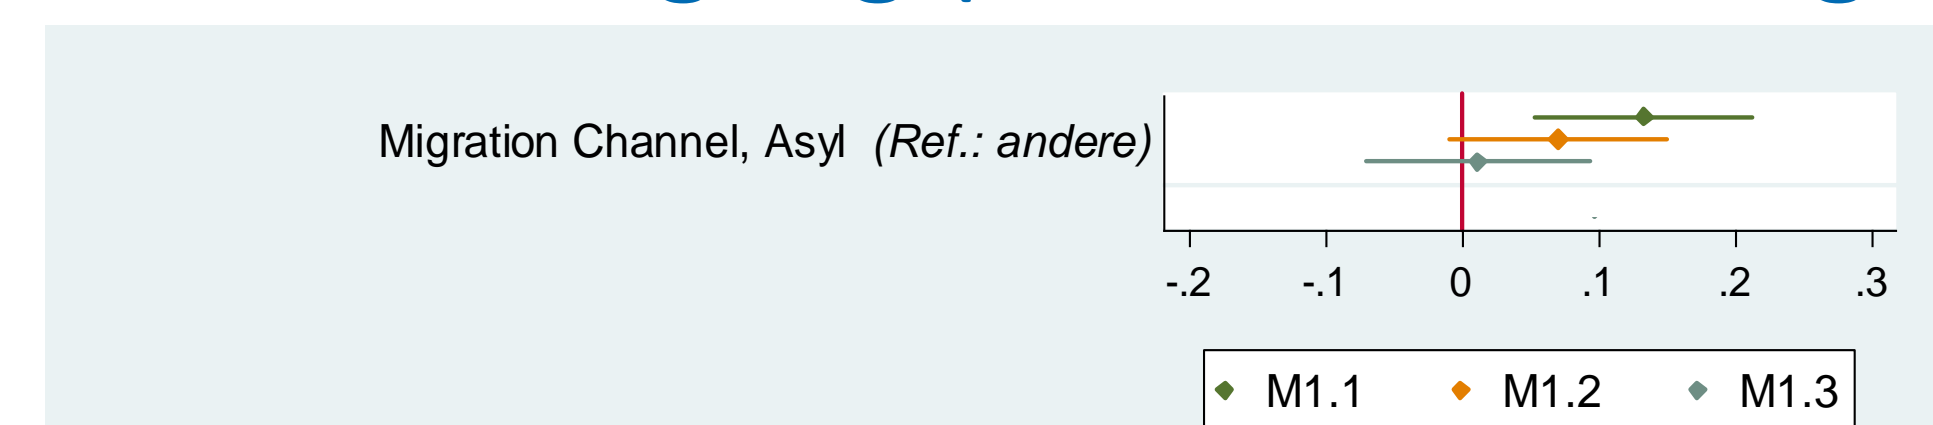 Migration Channel, Asyl (Ref.: andere)
-.2 -.1 0 .1 .2 .3
M1.1 M1.2 M1.3